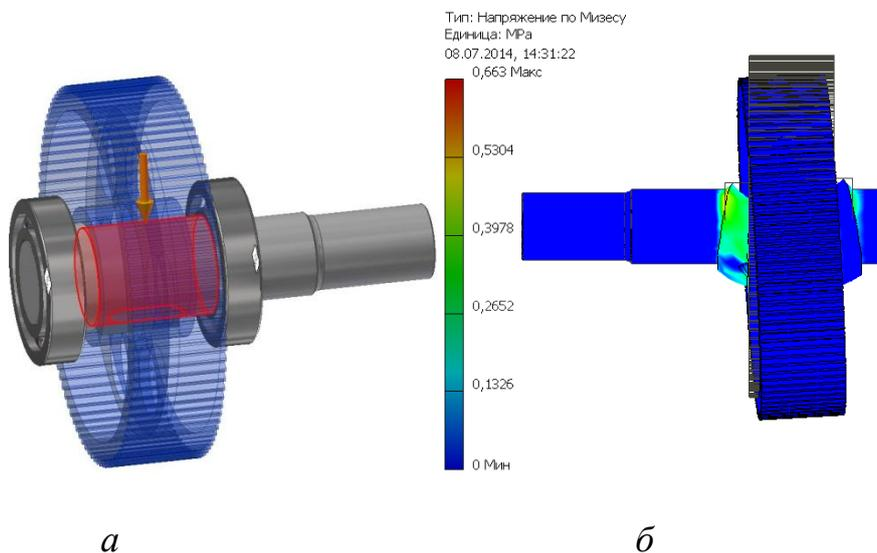 Тип: Напряжение по Мизесу
Единица: MPa
08.07.2014, 14:31:22
0,663 Макс
0,5304
0,3978
0,2652
0,1326
0 Мин
а
б